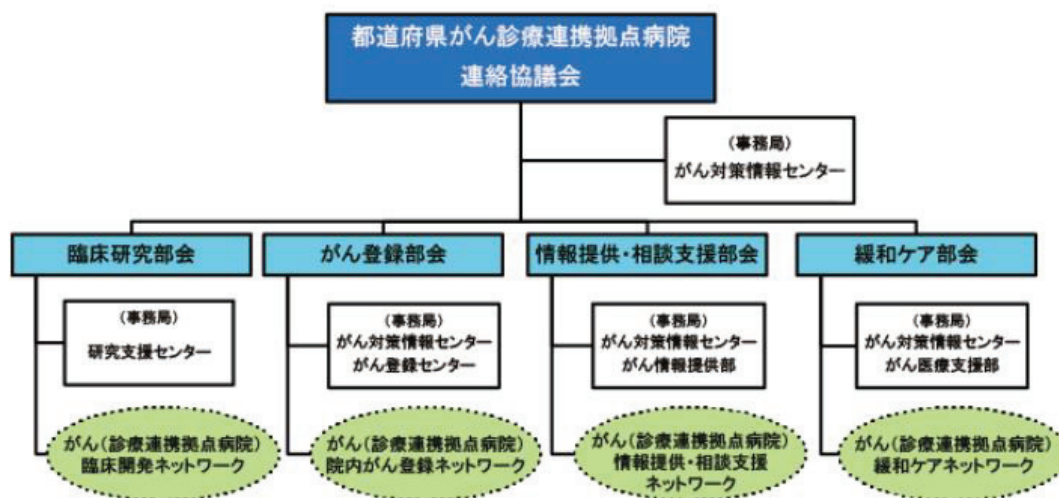 都道府県がん診療連携拠点病院
連絡協議会
(事務局)
がん対策情報センター
臨床研究部会
がん登録部会
情報提供・相談支援部会
緩和ケア部会
(事務局)
研究支援センター
(事務局)
がん対策情報センター
がん登録センター
(事務局)
がん対策情報センター
がん情報提供部
(事務局)
がん対策情報センター
がん医療支援部
がん(診療連携拠点病院)
臨床開発ネットワーク
がん(診療連携拠点病院)
院内がん登録ネットワーク
がん(診療連携拠点病院)
情報提供・相談支援
ネットワーク
がん(診療連携拠点病院)
緩和ケアネットワーク